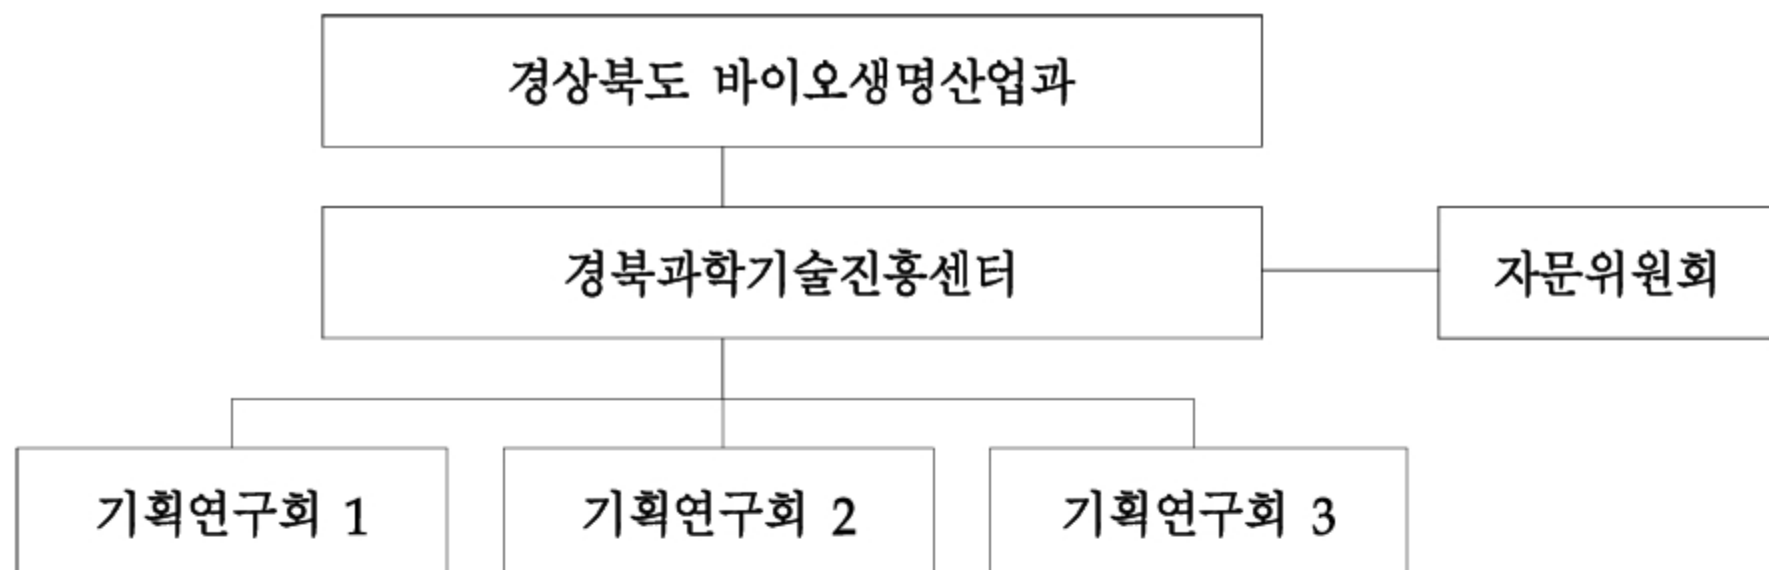 경상북도 바이오생명산업과
경북과학기술진흥센터
자문위원회
기획연구회 1
기획연구회 2
기획연구회 3